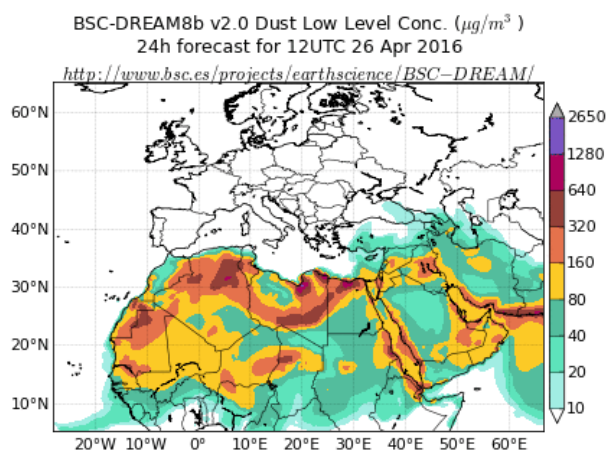 BSC-DREAM8b v2.0 Dust Low Level Conc. (μg/m³ )
24h forecast for 12UTC 26 Apr 2016
http://www.bsc.es/projects/earthscience/BSC−DREAM/
60°N
50°N
40°N
30°N
20°N
10°N
20°W 10°W 0° 10°E 20°E 30°E 40°E 50°E 60°E
2650
1280
640
320
160
80
40
20
10